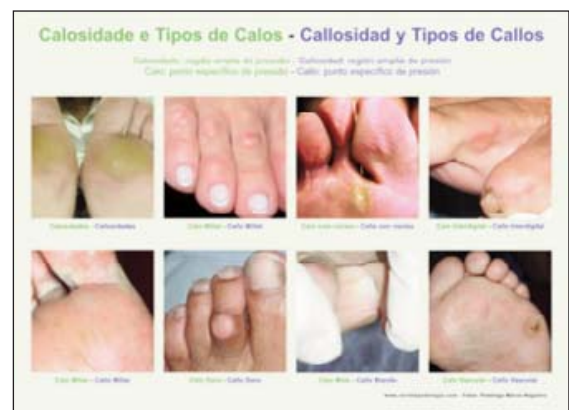 Calosidade e Tipos de Calos - Callosidad y Tipos de Callos
Calosidade: região ampla de pressão - Callosidad: región amplia de presión
Calo: ponto específico de pressão - Callo: punto específico de presión
Calosidades - Callosidades
Calo Miliar - Callo Miliar
Calo com núcleo - Callo con núcleo
Calo Interdigital - Callo Interdigital
Calo Miliar - Callo Miliar
Calo Duro - Callo Duro
Calo Mole - Callo Blando
Calo Vascular - Callo Vascular